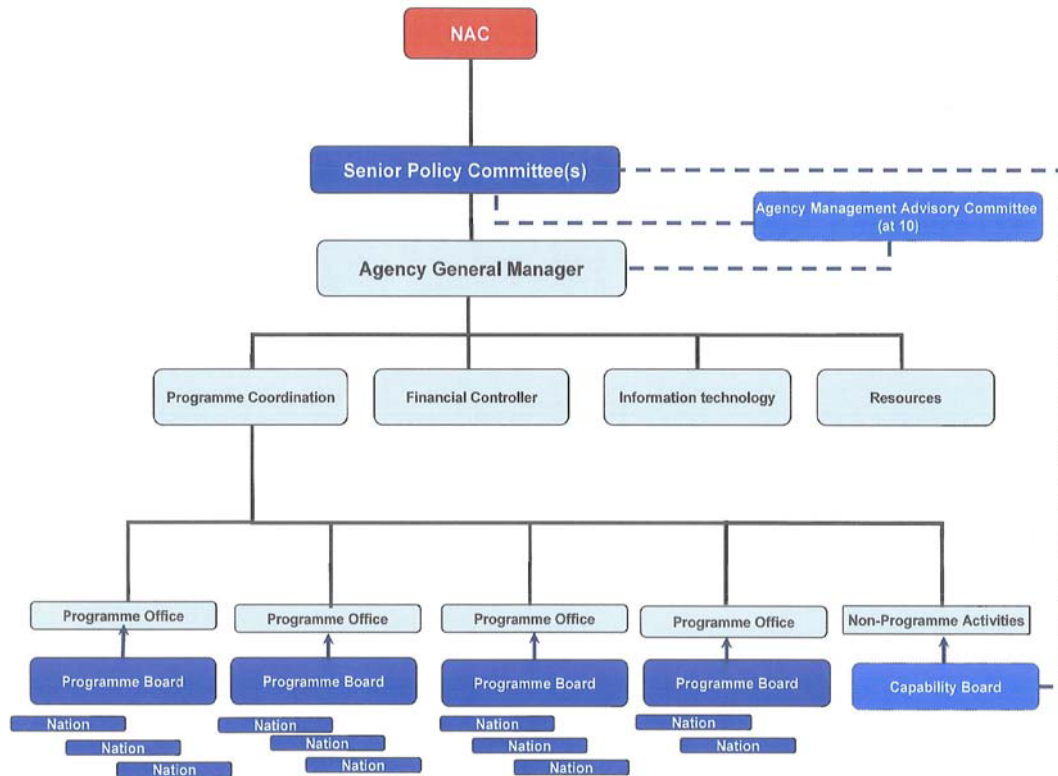 NAC
Senior Policy Committee(s)
Agency Management Advisory Committee
(at 10)
Agency General Manager
Programme Coordination
Financial Controller
Information technology
Resources
Programme Office
Programme Office
Programme Office
Programme Office
Non-Programme Activities
Programme Board
Programme Board
Programme Board
Programme Board
Capability Board
Nation
Nation
Nation
Nation
Nation
Nation
Nation
Nation
Nation
Nation
Nation